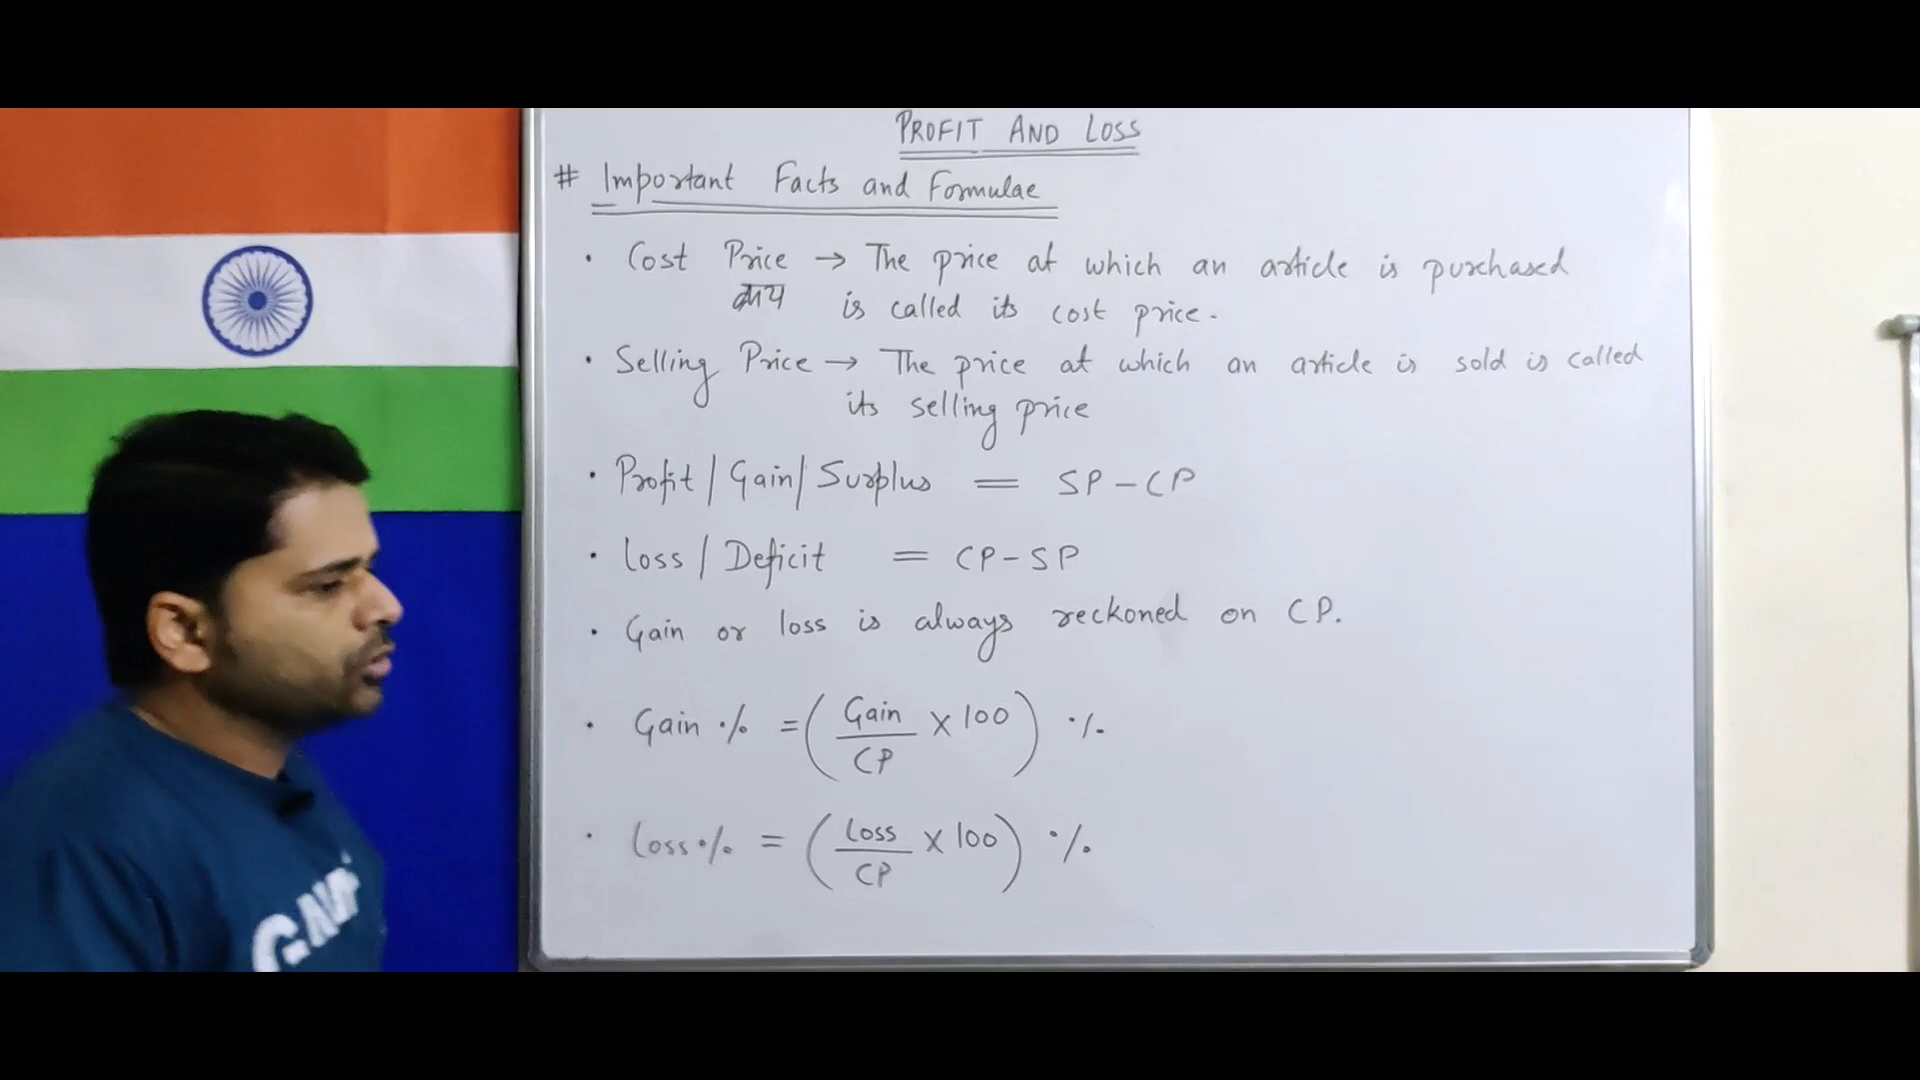 PROFIT AND LOSS
# Important Facts and Formulae
• Cost Price → The price at which an article is purchased
क्रय is called its cost price.
• Selling Price → The price at which an article is sold is called
its selling price
• Profit / Gain / Surplus = SP - CP
• Loss / Deficit = CP - SP
• Gain or loss is always reckoned on CP.
• Gain % = (Gain/CP × 100) %
• Loss % = (Loss/CP × 100) %